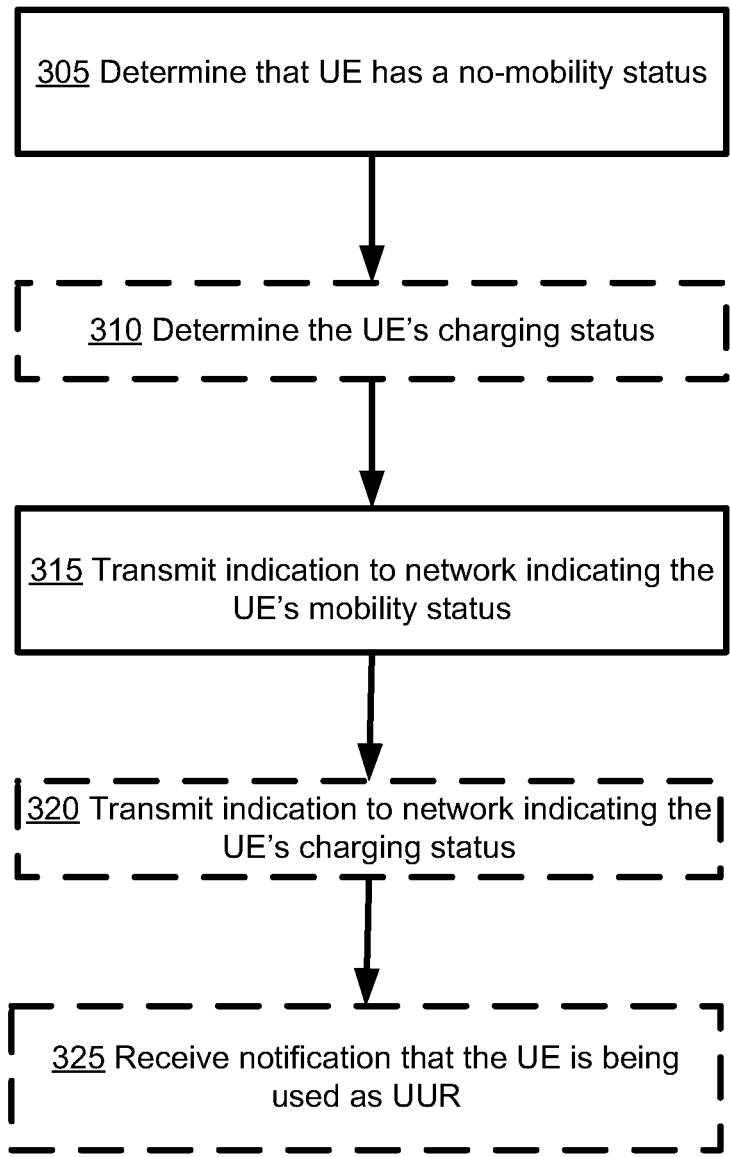 305 Determine that UE has a no-mobility status
310 Determine the UE’s charging status
315 Transmit indication to network indicating the
UE’s mobility status
320 Transmit indication to network indicating the
UE’s charging status
325 Receive notification that the UE is being
used as UUR